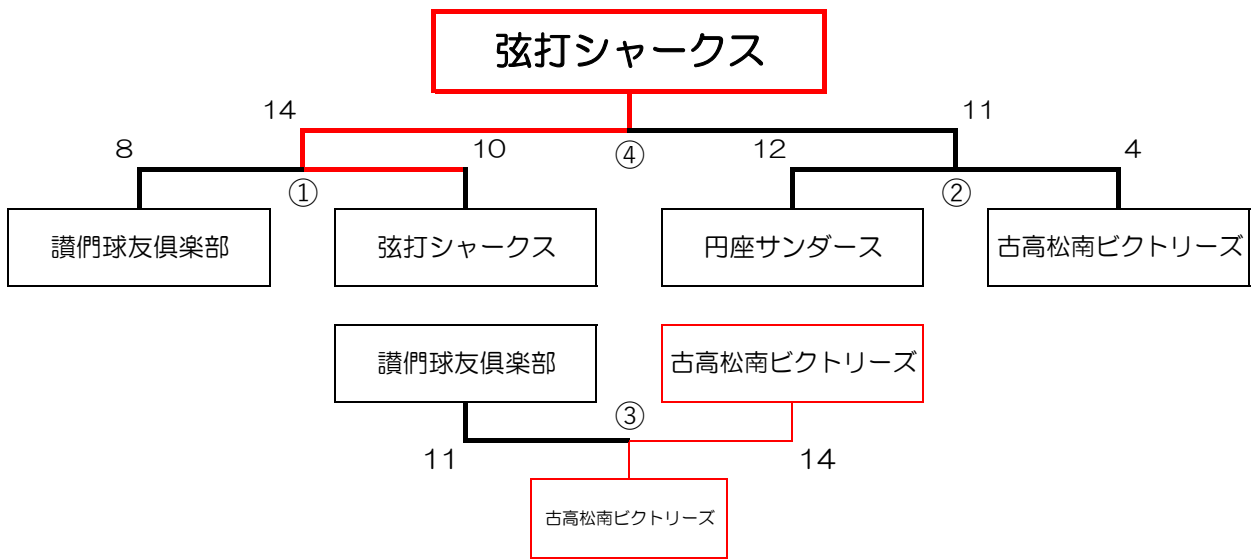 弦打シャークス
14
11
8
10
④
12
4
①
②
讃們球友倶楽部
弦打シャークス
円座サンダース
古高松南ビクトリーズ
讃們球友倶楽部
古高松南ビクトリーズ
③
11
14
古高松南ビクトリーズ